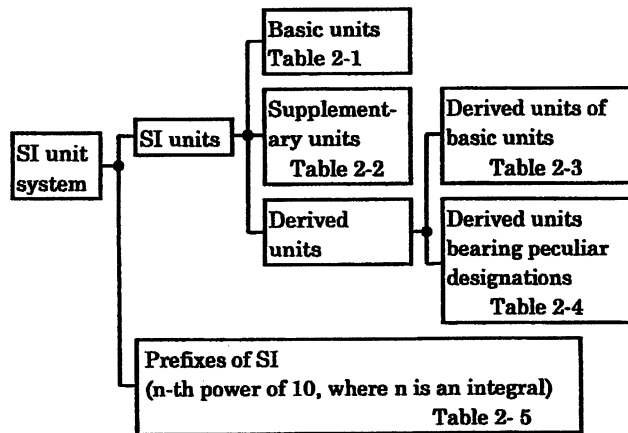 SI unit
system
SI units
Basic units
Table 2-1
Supplement-
ary units
Table 2-2
Derived
units
Derived units of
basic units
Table 2-3
Derived units
bearing peculiar
designations
Table 2-4
Prefixes of SI
(n-th power of 10, where n is an integral)
Table 2- 5